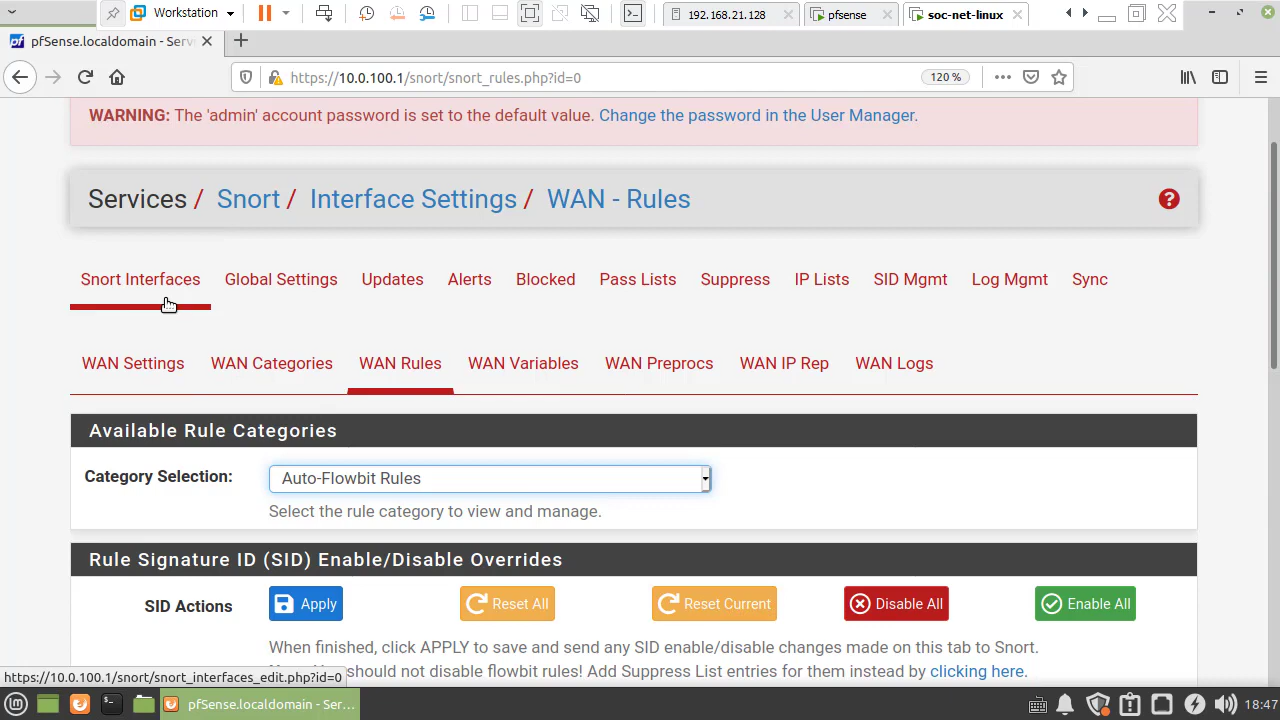 Workstation
192.168.21.128
pfsense
soc-net-linux
pfSense.localdomain - Serv
https://10.0.100.1/snort/snort_rules.php?id=0
120 %
WARNING: The 'admin' account password is set to the default value. Change the password in the User Manager.
Services / Snort / Interface Settings / WAN - Rules
Snort Interfaces Global Settings Updates Alerts Blocked Pass Lists Suppress IP Lists SID Mgmt Log Mgmt Sync
WAN Settings WAN Categories WAN Rules WAN Variables WAN Preprocs WAN IP Rep WAN Logs
Available Rule Categories
Category Selection: Auto-Flowbit Rules
Select the rule category to view and manage.
Rule Signature ID (SID) Enable/Disable Overrides
SID Actions Apply Reset All Reset Current Disable All Enable All
When finished, click APPLY to save and send any SID enable/disable changes made on this tab to Snort.
should not disable flowbit rules! Add Suppress List entries for them instead by clicking here.
https://10.0.100.1/snort/snort_interfaces_edit.php?id=0
pfSense.localdomain - Ser...
18:47